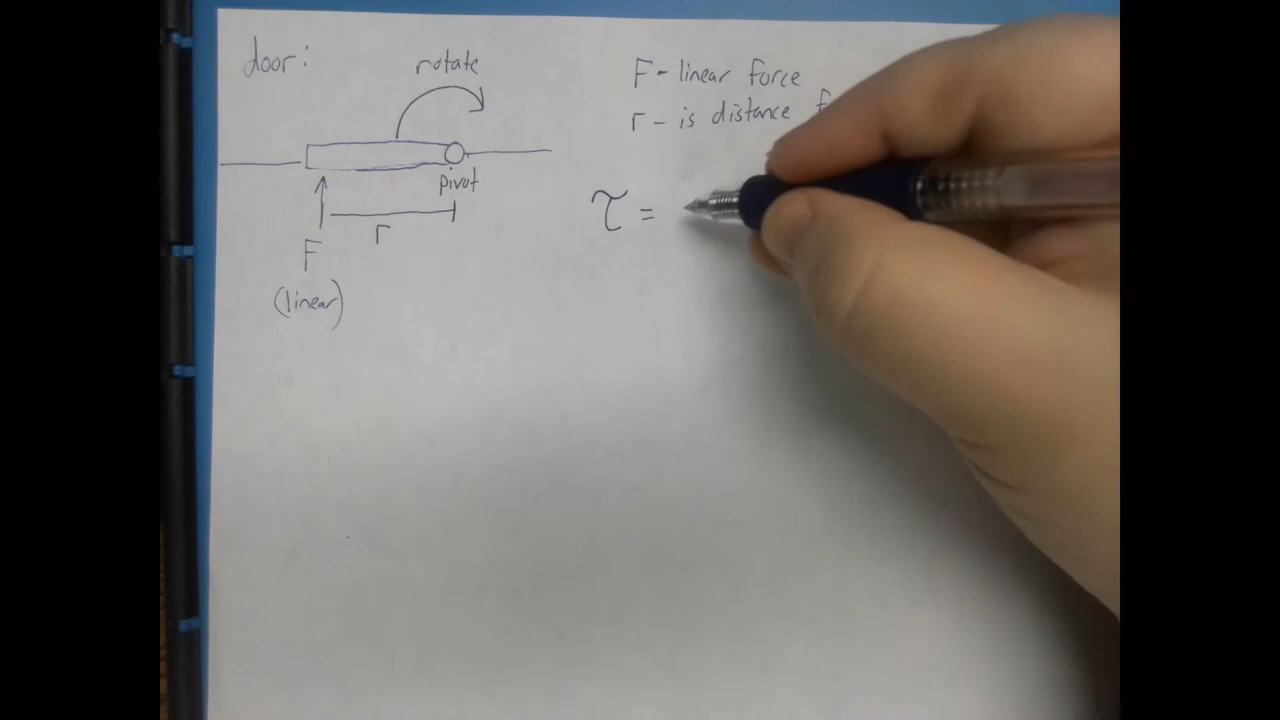 door:
rotate
pivot
r
F
(linear)
F - linear force
r - is distance
τ =